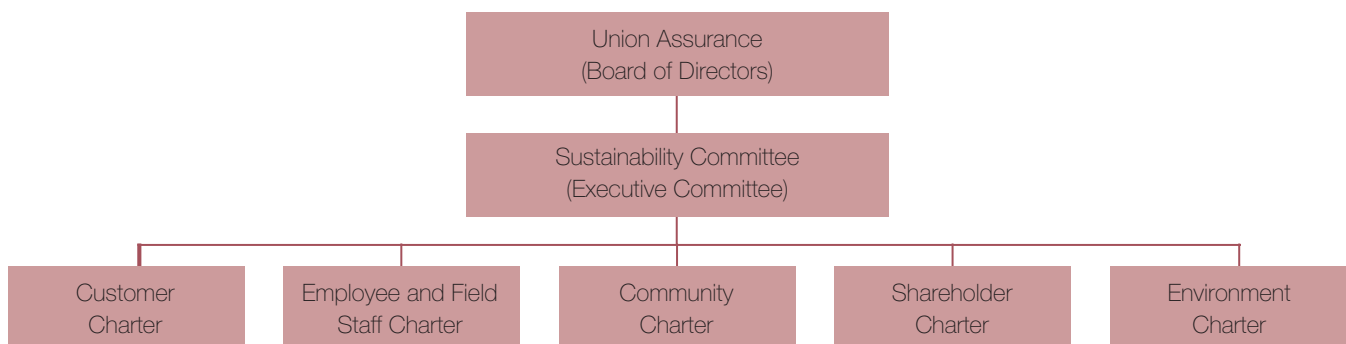 Union Assurance
(Board of Directors)
Sustainability Committee
(Executive Committee)
Customer
Charter
Employee and Field
Staff Charter
Community
Charter
Shareholder
Charter
Environment
Charter